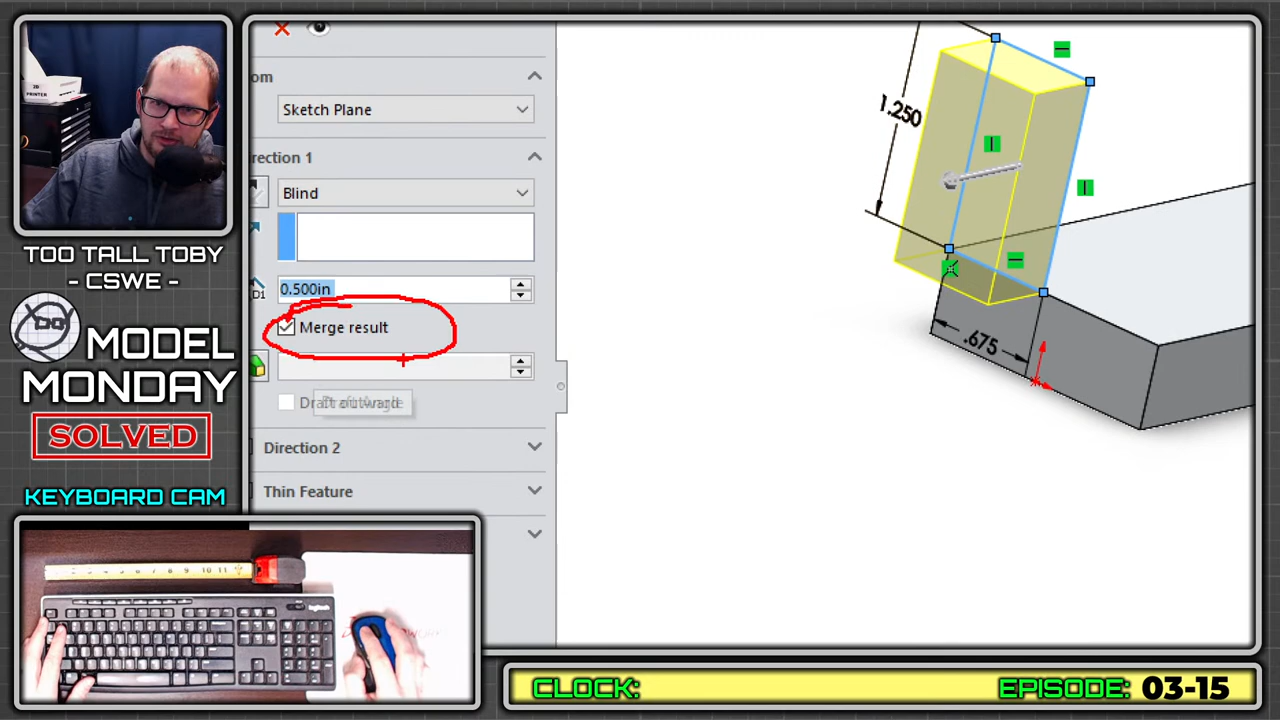 om
Sketch Plane
rection 1
Blind
D1
0.500in
Merge result
Draft outward
Direction 2
Thin Feature
1.250
.675
TOO TALL TOBY
- CSWE -
MODEL
MONDAY
SOLVED
KEYBOARD CAM
CLOCK:
EPISODE: 03-15